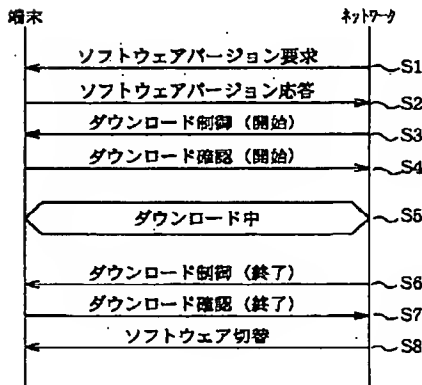 端末 ネットワーク
ソフトウェアバージョン要求 S1
ソフトウェアバージョン応答 S2
ダウンロード制御（開始） S3
ダウンロード確認（開始） S4
ダウンロード中 S5
ダウンロード制御（終了） S6
ダウンロード確認（終了） S7
ソフトウェア切替 S8